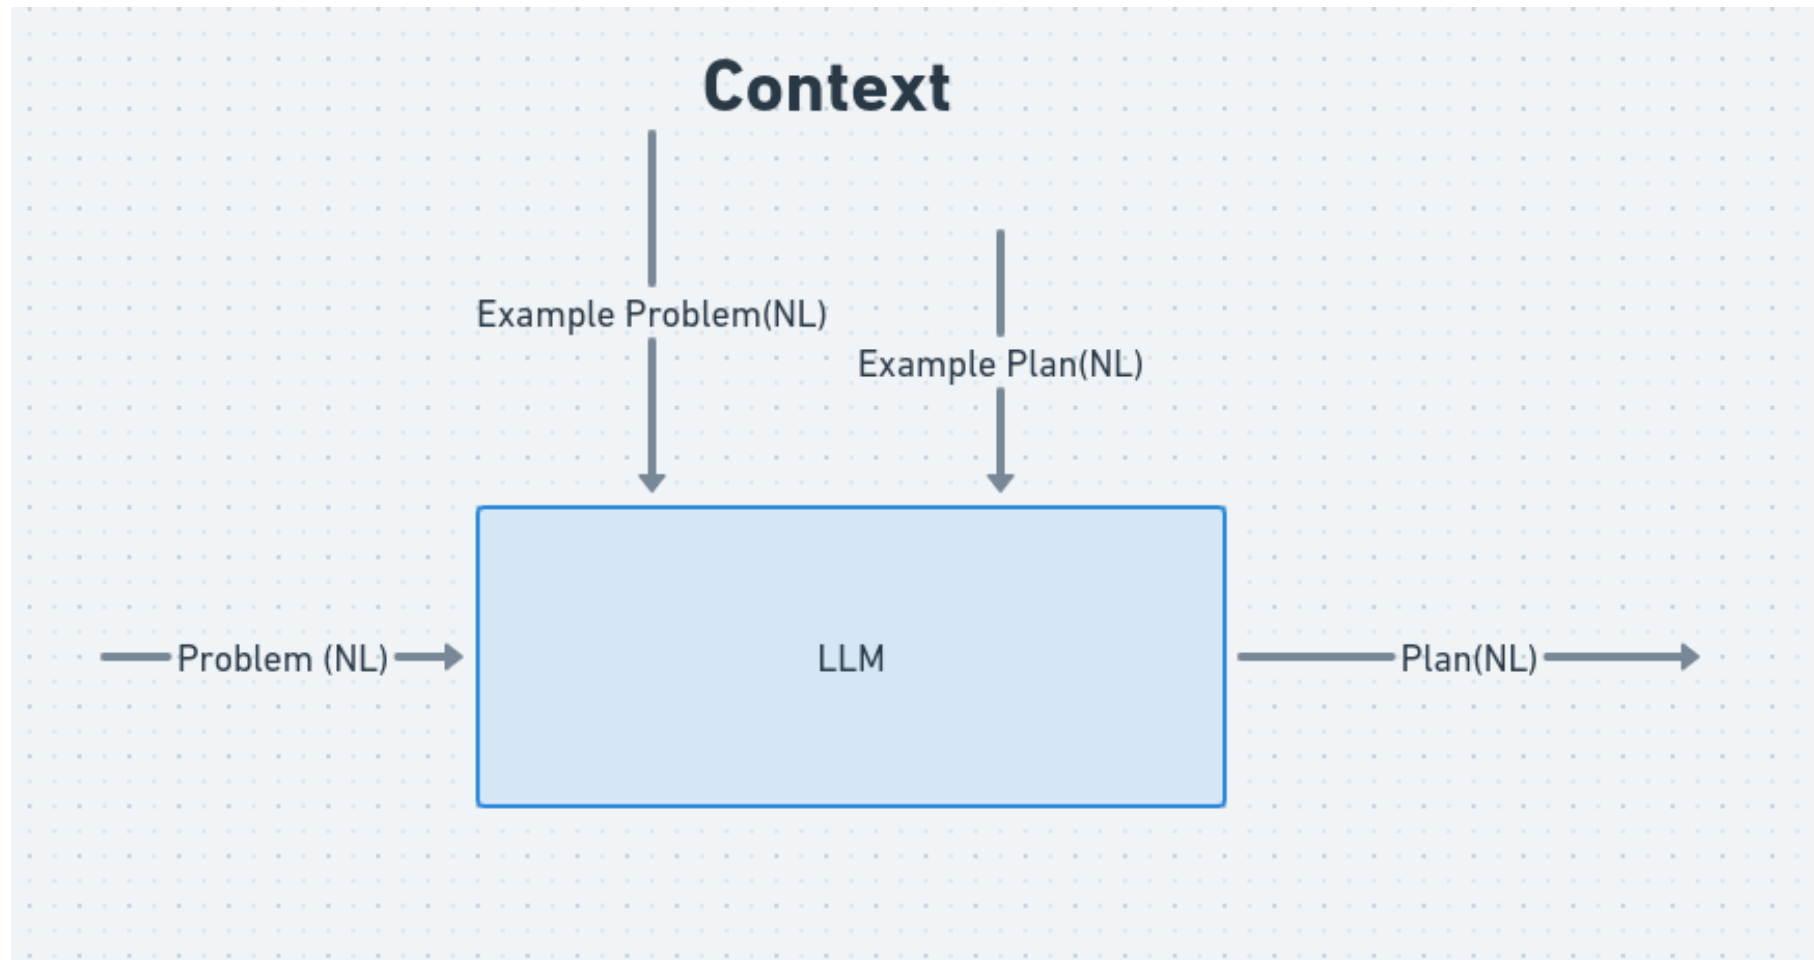 Context
Example Problem(NL)
Example Plan(NL)
Problem (NL)
LLM
Plan(NL)